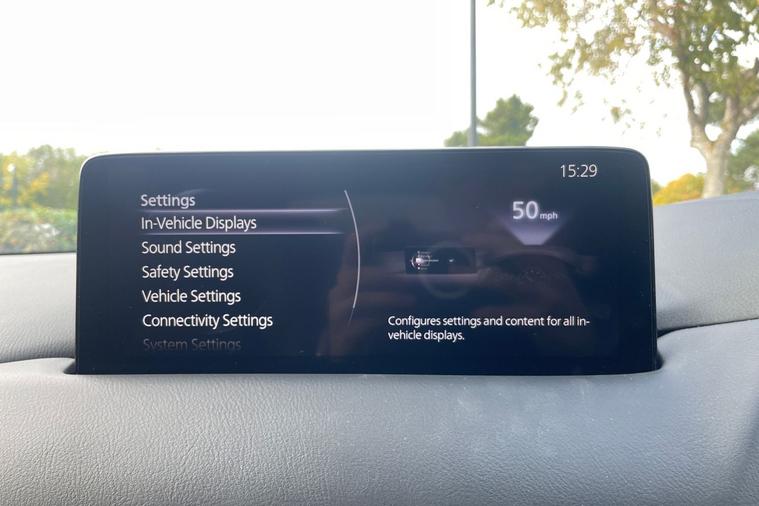 15:29
Settings
In-Vehicle Displays
Sound Settings
Safety Settings
Vehicle Settings
Connectivity Settings
System Settings
50 mph
Configures settings and content for all in-
vehicle displays.